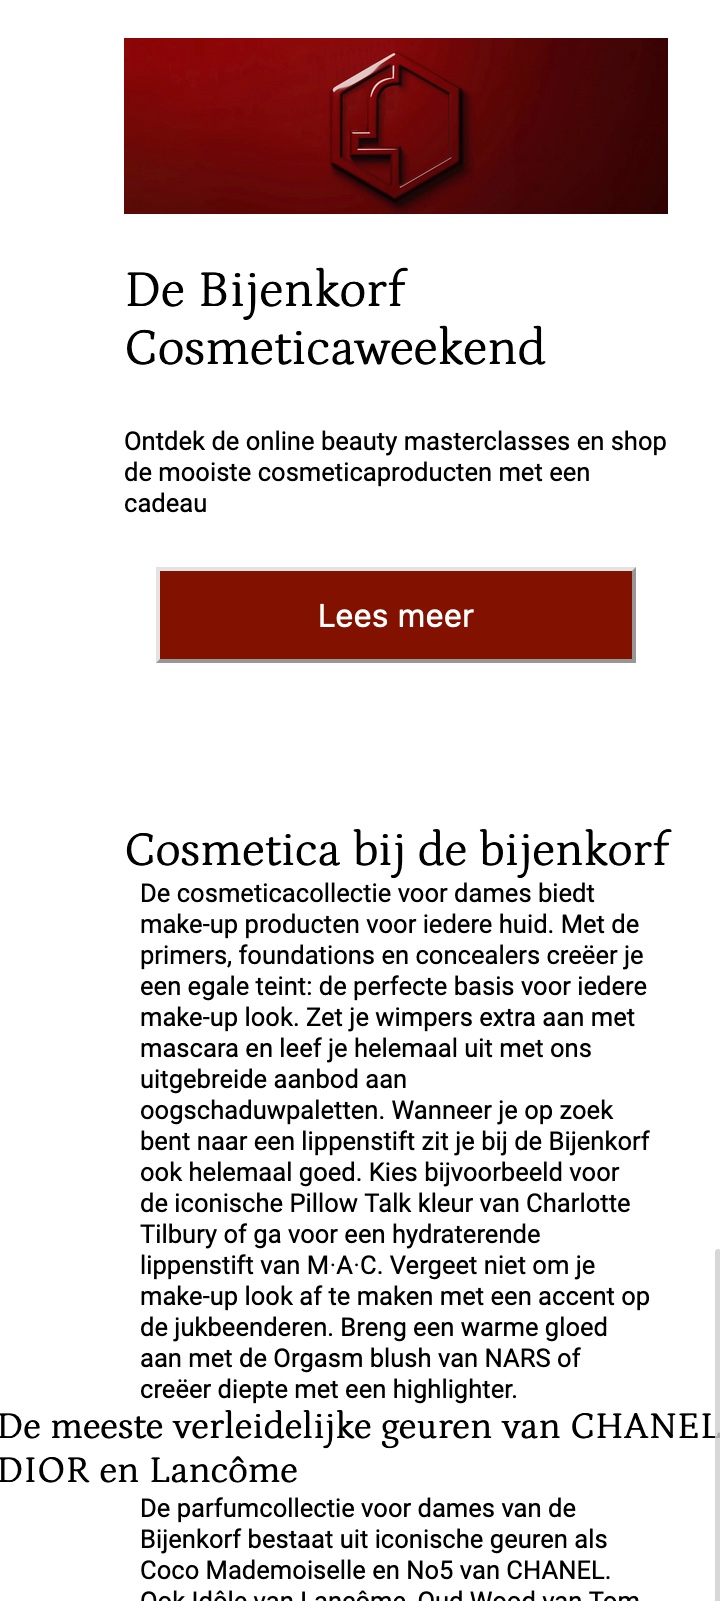 De Bijenkorf
Cosmeticaweekend
Ontdek de online beauty masterclasses en shop
de mooiste cosmeticaproducten met een
cadeau
Lees meer
Cosmetica bij de bijenkorf
De cosmeticacollectie voor dames biedt
make-up producten voor iedere huid. Met de
primers, foundations en concealers creëer je
een egale teint: de perfecte basis voor iedere
make-up look. Zet je wimpers extra aan met
mascara en leef je helemaal uit met ons
uitgebreide aanbod aan
oogschaduwpaletten. Wanneer je op zoek
bent naar een lippenstift zit je bij de Bijenkorf
ook helemaal goed. Kies bijvoorbeeld voor
de iconische Pillow Talk kleur van Charlotte
Tilbury of ga voor een hydraterende
lippenstift van M·A·C. Vergeet niet om je
make-up look af te maken met een accent op
de jukbeenderen. Breng een warme gloed
aan met de Orgasm blush van NARS of
creëer diepte met een highlighter.
De meeste verleidelijke geuren van CHANEL
DIOR en Lancôme
De parfumcollectie voor dames van de
Bijenkorf bestaat uit iconische geuren als
Coco Mademoiselle en No5 van CHANEL.
Ook Idôle van Lancôme, Oud Wood van Tom